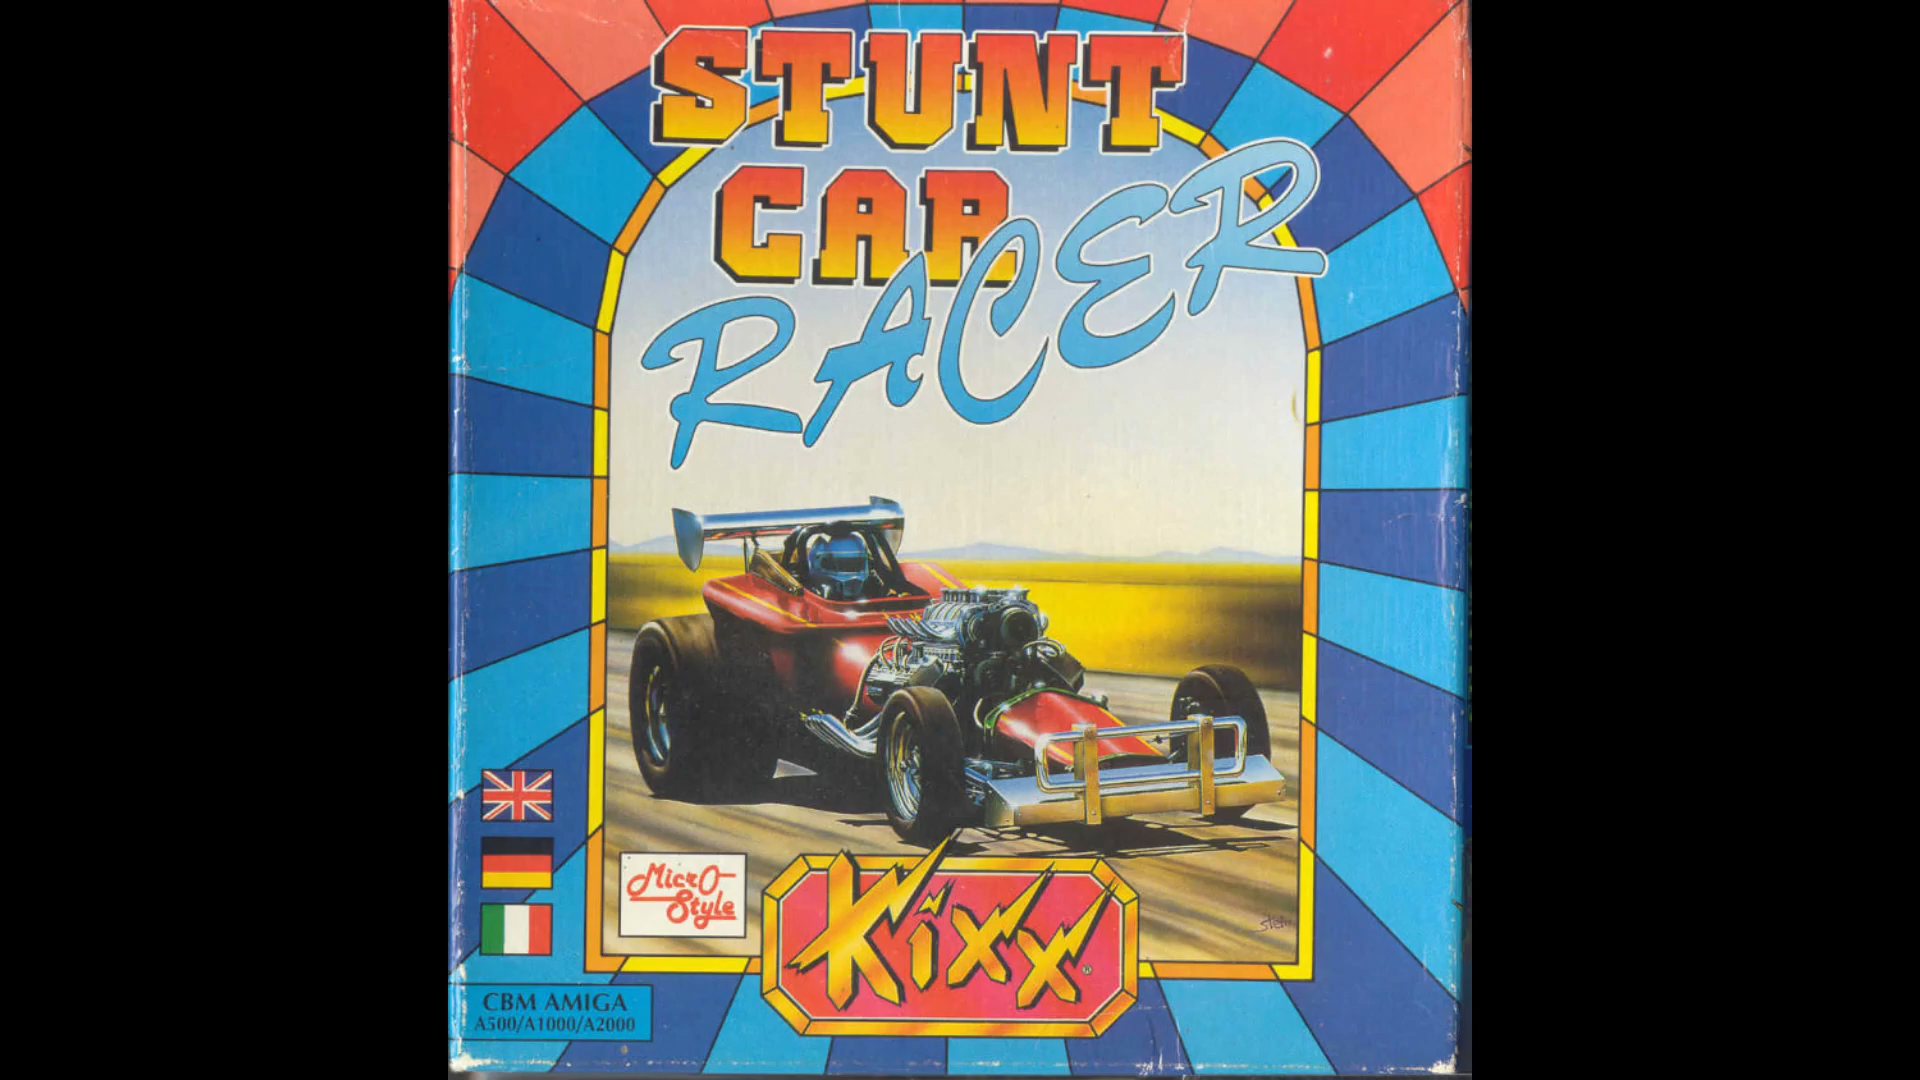 STUNT
CAR
RACER
MicrO-
Style
Kixx
CBM AMIGA
A500/A1000/A2000